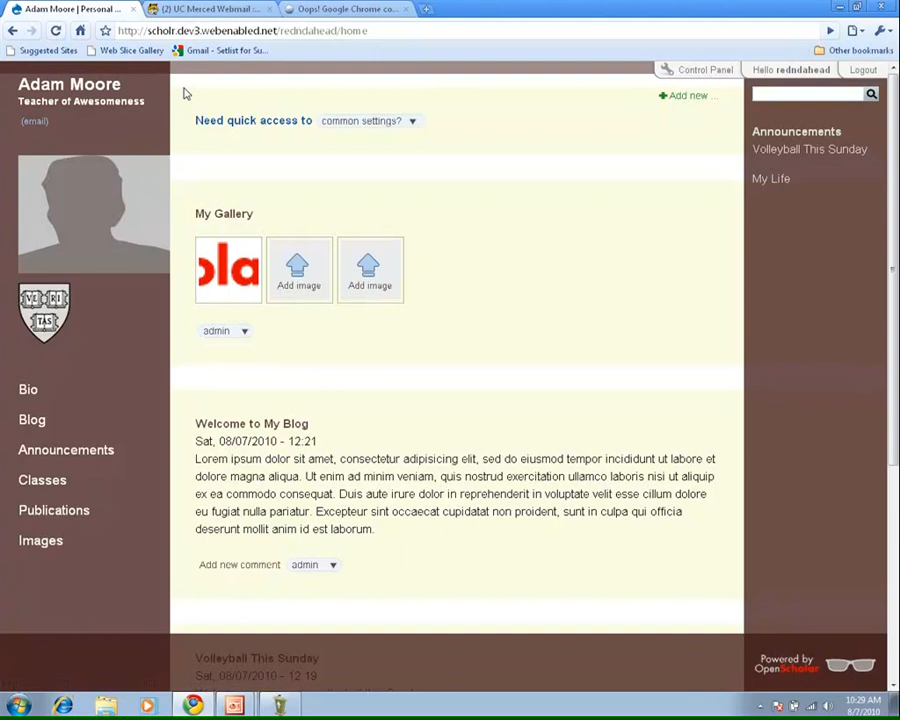 Adam Moore | Personal ...
(2) UC Merced Webmail :...
Oops! Google Chrome co...
http://scholr.dev3.webenabled.net/redndahead/home
Suggested Sites
Web Slice Gallery
Gmail - Setlist for Su...
Other bookmarks
Control Panel
Hello redndahead
Logout
Adam Moore
Teacher of Awesomeness
(email)
VE RI
TAS
Bio
Blog
Announcements
Classes
Publications
Images
Add new ...
Need quick access to common settings?
My Gallery
ola
Add image
Add image
admin
Welcome to My Blog
Sat, 08/07/2010 - 12:21
Lorem ipsum dolor sit amet, consectetur adipisicing elit, sed do eiusmod tempor incididunt ut labore et
dolore magna aliqua. Ut enim ad minim veniam, quis nostrud exercitation ullamco laboris nisi ut aliquip
ex ea commodo consequat. Duis aute irure dolor in reprehenderit in voluptate velit esse cillum dolore
eu fugiat nulla pariatur. Excepteur sint occaecat cupidatat non proident, sunt in culpa qui officia
deserunt mollit anim id est laborum.
Add new comment admin
Volleyball This Sunday
Sat, 08/07/2010 - 12:19
Announcements
Volleyball This Sunday
My Life
Powered by
OpenScholar
10:29 AM
8/7/2010